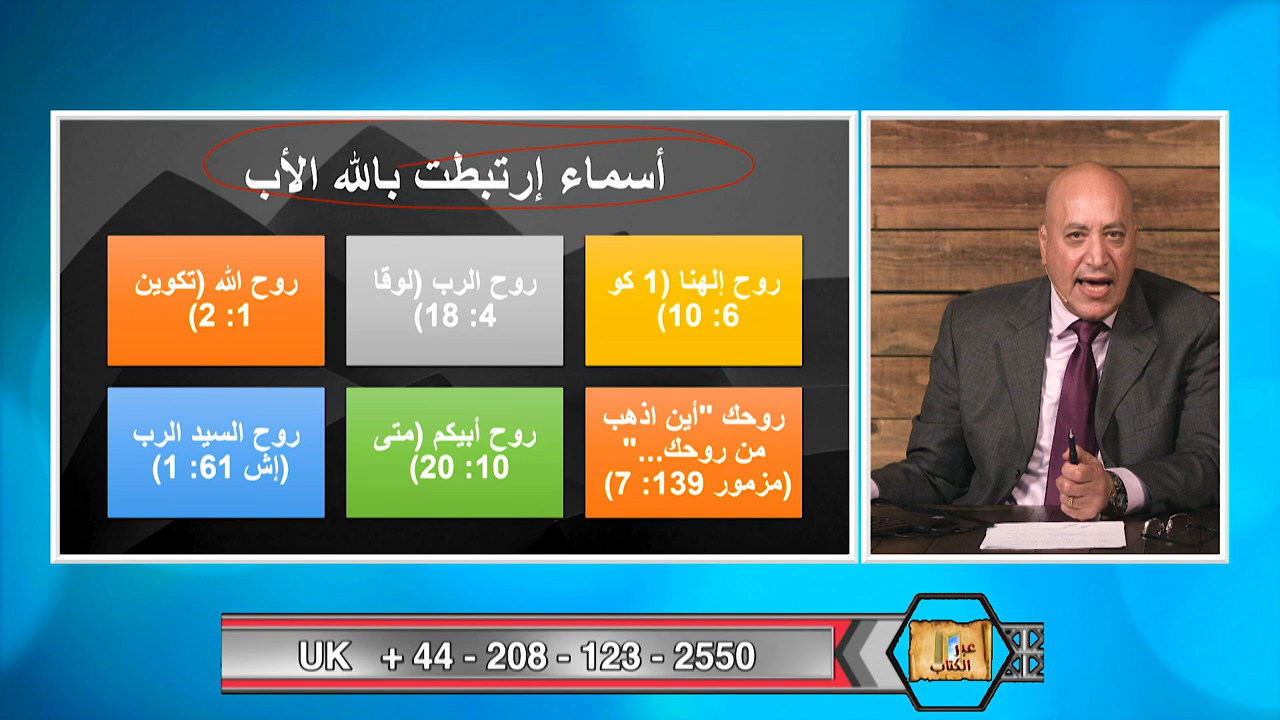 أسماء إرتبطت بالله الأب
روح إلهنا (1 كو
6: 10)
روح الرب (لوقا
4: 18)
روح الله (تكوين
1: 2)
روحك "أين اذهب
من روحك..."
(مزمور 139: 7)
روح أبيكم (متى
10: 20)
روح السيد الرب
(إش 61: 1)
UK + 44 - 208 - 123 - 2550
عبر
الكتاب